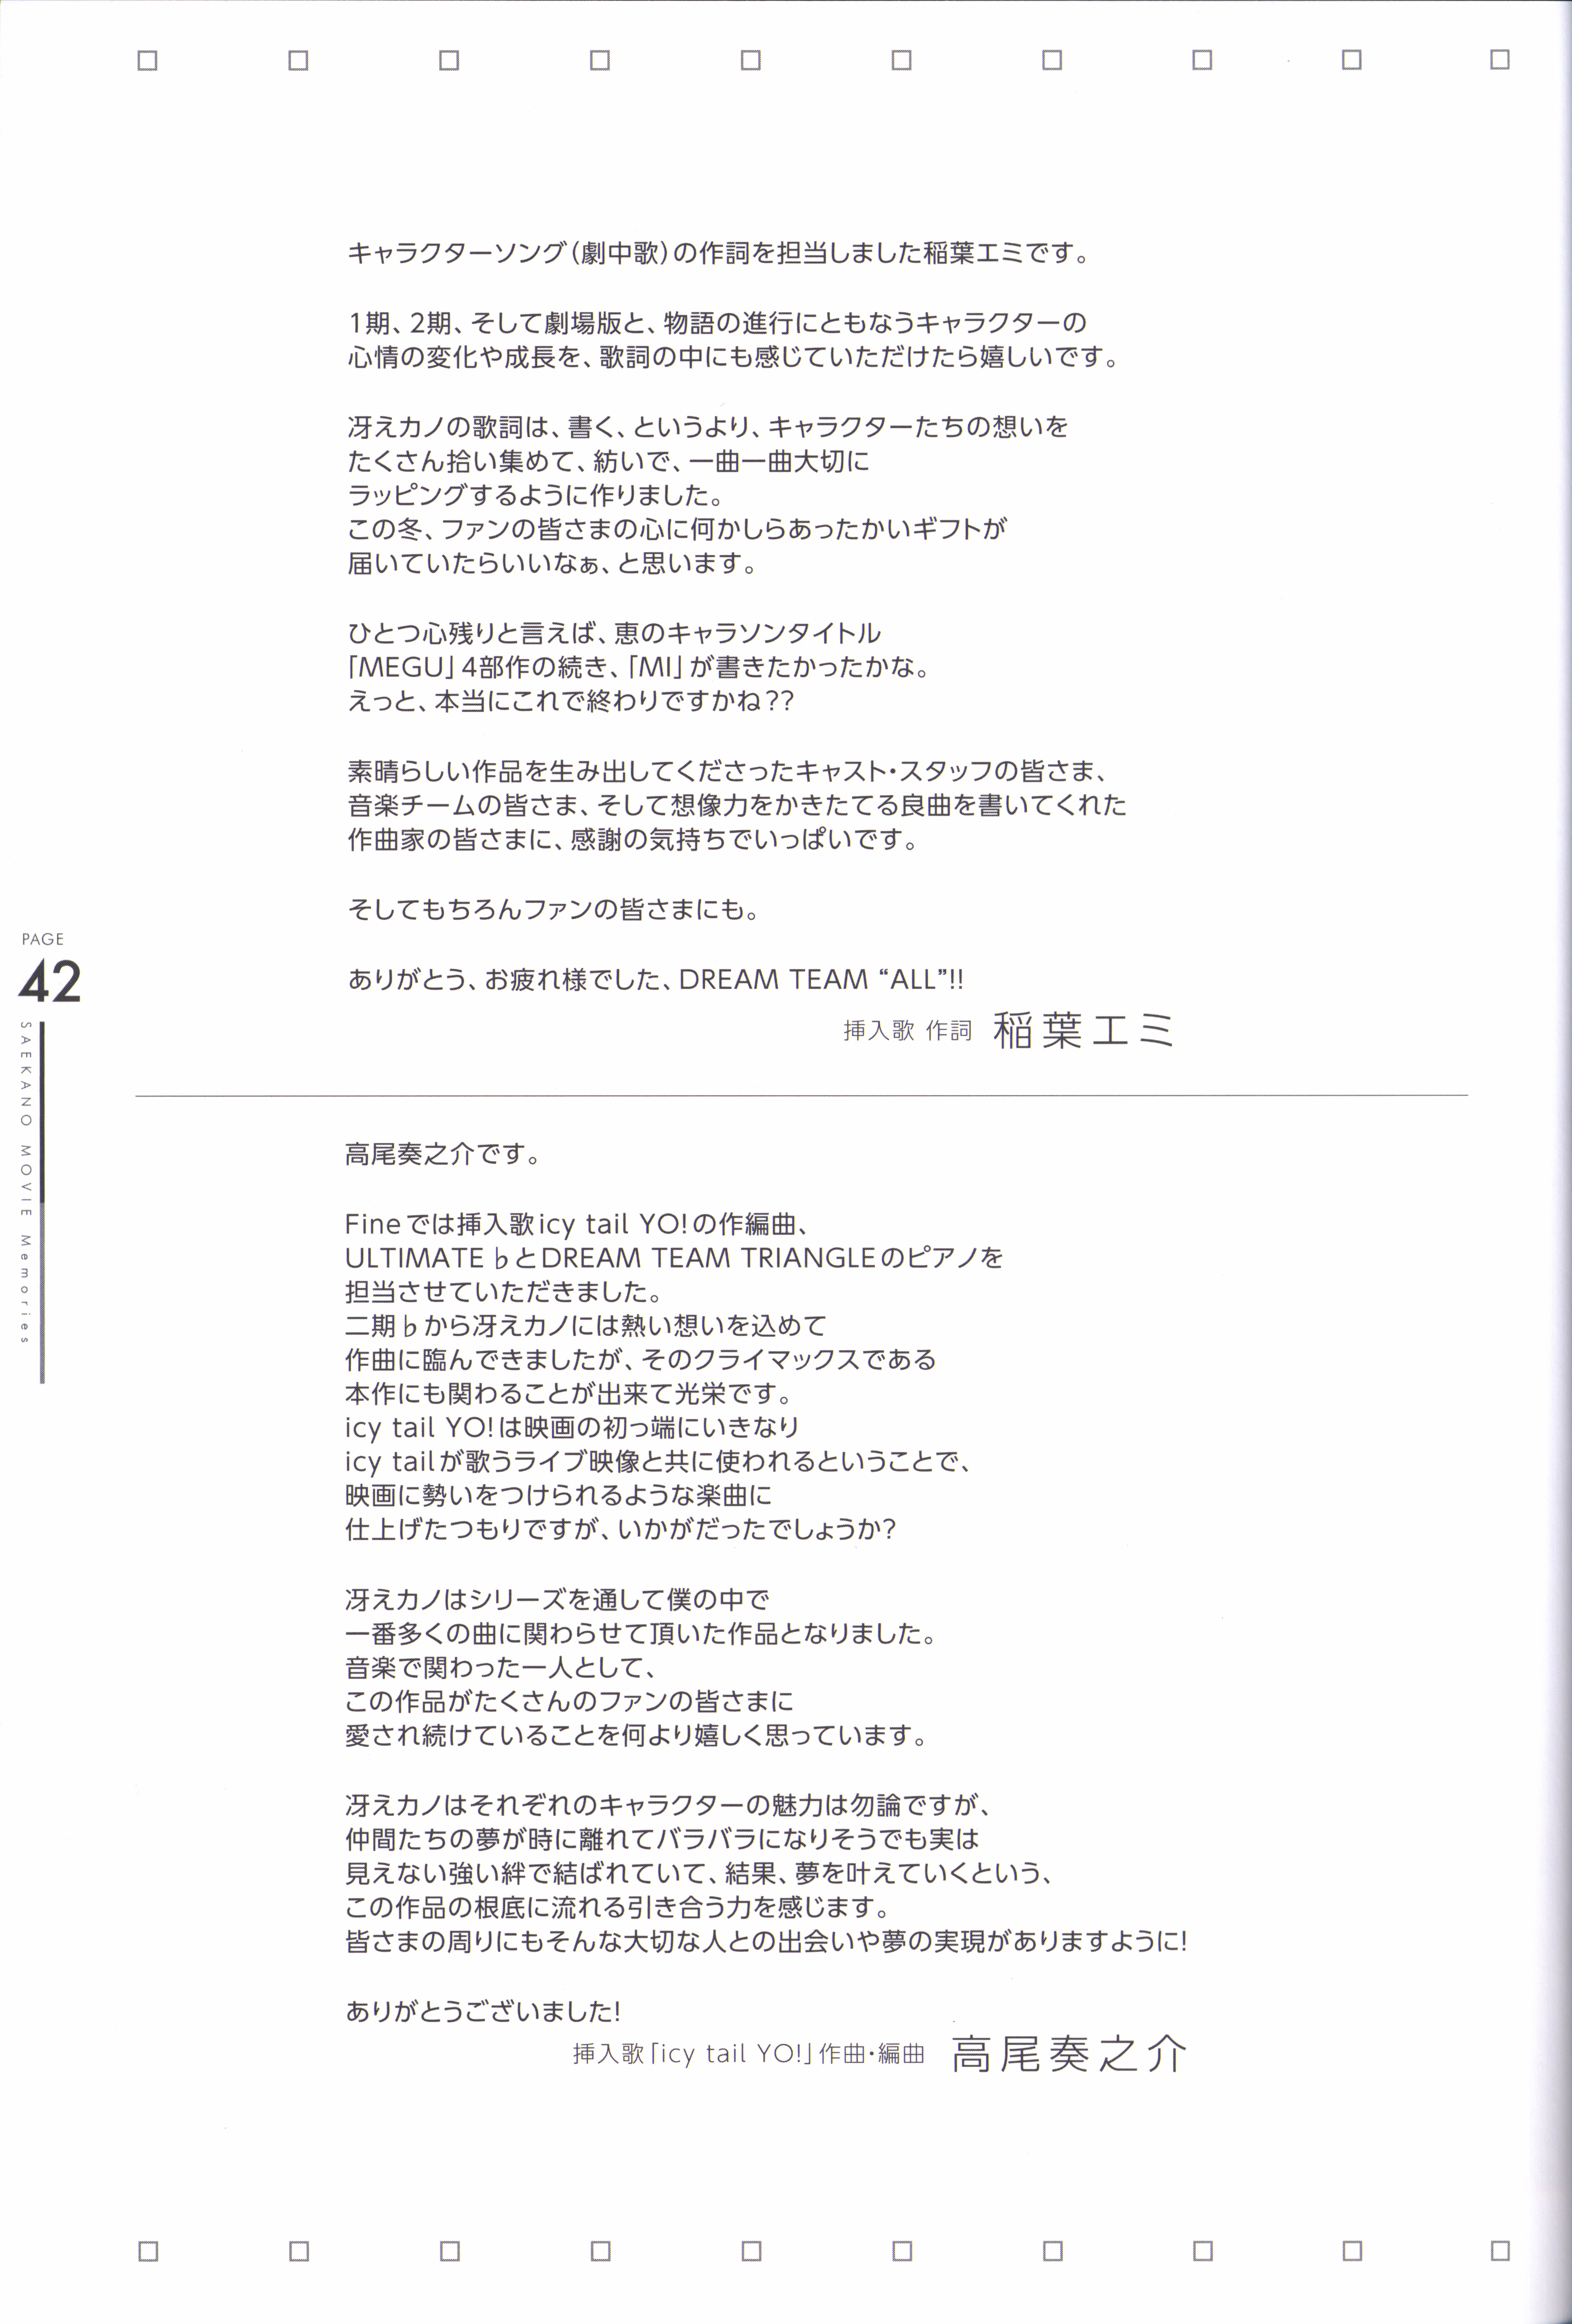 キャラクターソング(劇中歌)の作詞を担当しました稲葉エミです。
1期、2期、そして劇場版と、物語の進行にともなうキャラクターの
心情の変化や成長を、歌詞の中にも感じていただけたら嬉しいです。
冴えカノの歌詞は、書く、というより、キャラクターたちの想いを
たくさん拾い集めて、紡いで、一曲一曲大切に
ラッピングするように作りました。
この冬、ファンの皆さまの心に何かしらあったかいギフトが
届いていたらいいなぁ、と思います。
ひとつ心残りと言えば、恵のキャラソンタイトル
「MEGU」4部作の続き、「MI」が書きたかったかな。
えっと、本当にこれで終わりですかね??
素晴らしい作品を生み出してくださったキャスト・スタッフの皆さま、
音楽チームの皆さま、そして想像力をかきたてる良曲を書いてくれた
作曲家の皆さまに、感謝の気持ちでいっぱいです。
そしてもちろんファンの皆さまにも。
ありがとう、お疲れ様でした、DREAM TEAM “ALL”!!
挿入歌 作詞 稲葉エミ
PAGE
42
SAEKANO MOVIE Memories
高尾奏之介です。
Fineでは挿入歌icy tail YO!の作編曲、
ULTIMATE♭とDREAM TEAM TRIANGLEのピアノを
担当させていただきました。
二期♭から冴えカノには熱い想いを込めて
作曲に臨んできましたが、そのクライマックスである
本作にも関わることが出来て光栄です。
icy tail YO!は映画の初っ端にいきなり
icy tailが歌うライブ映像と共に使われるということで、
映画に勢いをつけられるような楽曲に
仕上げたつもりですが、いかがだったでしょうか?
冴えカノはシリーズを通して僕の中で
一番多くの曲に関わらせて頂いた作品となりました。
音楽で関わった一人として、
この作品がたくさんのファンの皆さまに
愛され続けていることを何より嬉しく思っています。
冴えカノはそれぞれのキャラクターの魅力は勿論ですが、
仲間たちの夢が時に離れてバラバラになりそうでも実は
見えない強い絆で結ばれていて、結果、夢を叶えていくという、
この作品の根底に流れる引き合う力を感じます。
皆さまの周りにもそんな大切な人との出会いや夢の実現がありますように!
ありがとうございました!
挿入歌「icy tail YO!」作曲・編曲 高尾奏之介